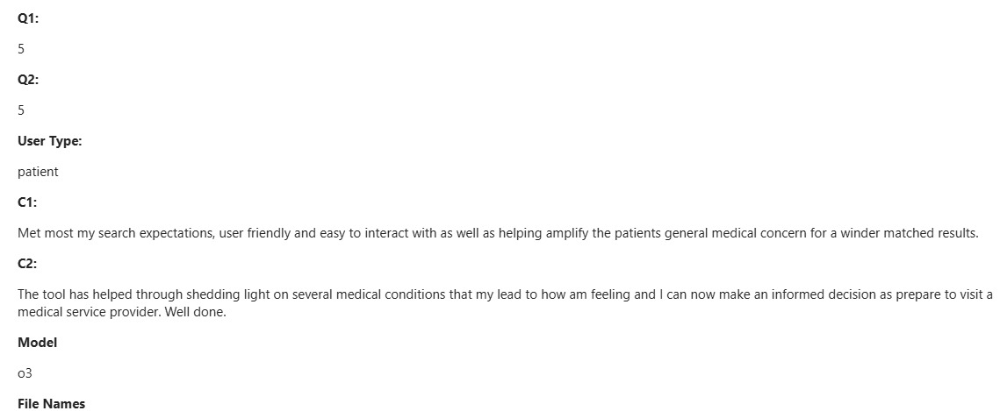 Q1:
5
Q2:
5
User Type:
patient
C1:
Met most my search expectations, user friendly and easy to interact with as well as helping amplify the patients general medical concern for a winder matched results.
C2:
The tool has helped through shedding light on several medical conditions that my lead to how am feeling and I can now make an informed decision as prepare to visit a
medical service provider. Well done.
Model
o3
File Names